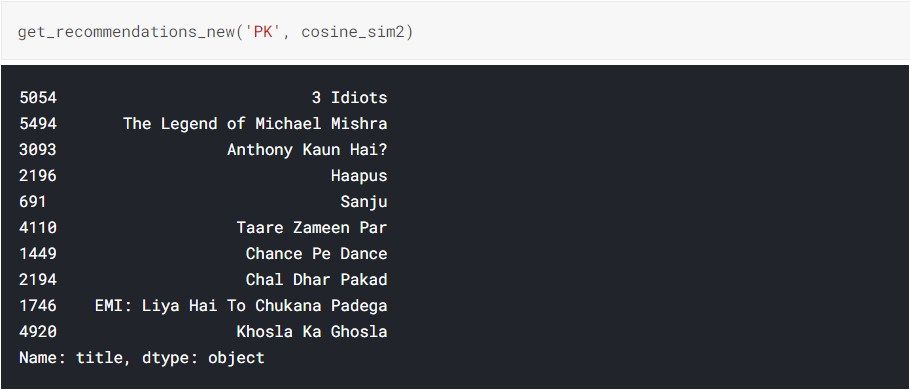 get_recommendations_new('PK', cosine_sim2)
5054 3 Idiots
5494 The Legend of Michael Mishra
3093 Anthony Kaun Hai?
2196 Haapus
691 Sanju
4110 Taare Zameen Par
1449 Chance Pe Dance
2194 Chal Dhar Pakad
1746 EMI: Liya Hai To Chukana Padega
4920 Khosla Ka Ghosla
Name: title, dtype: object